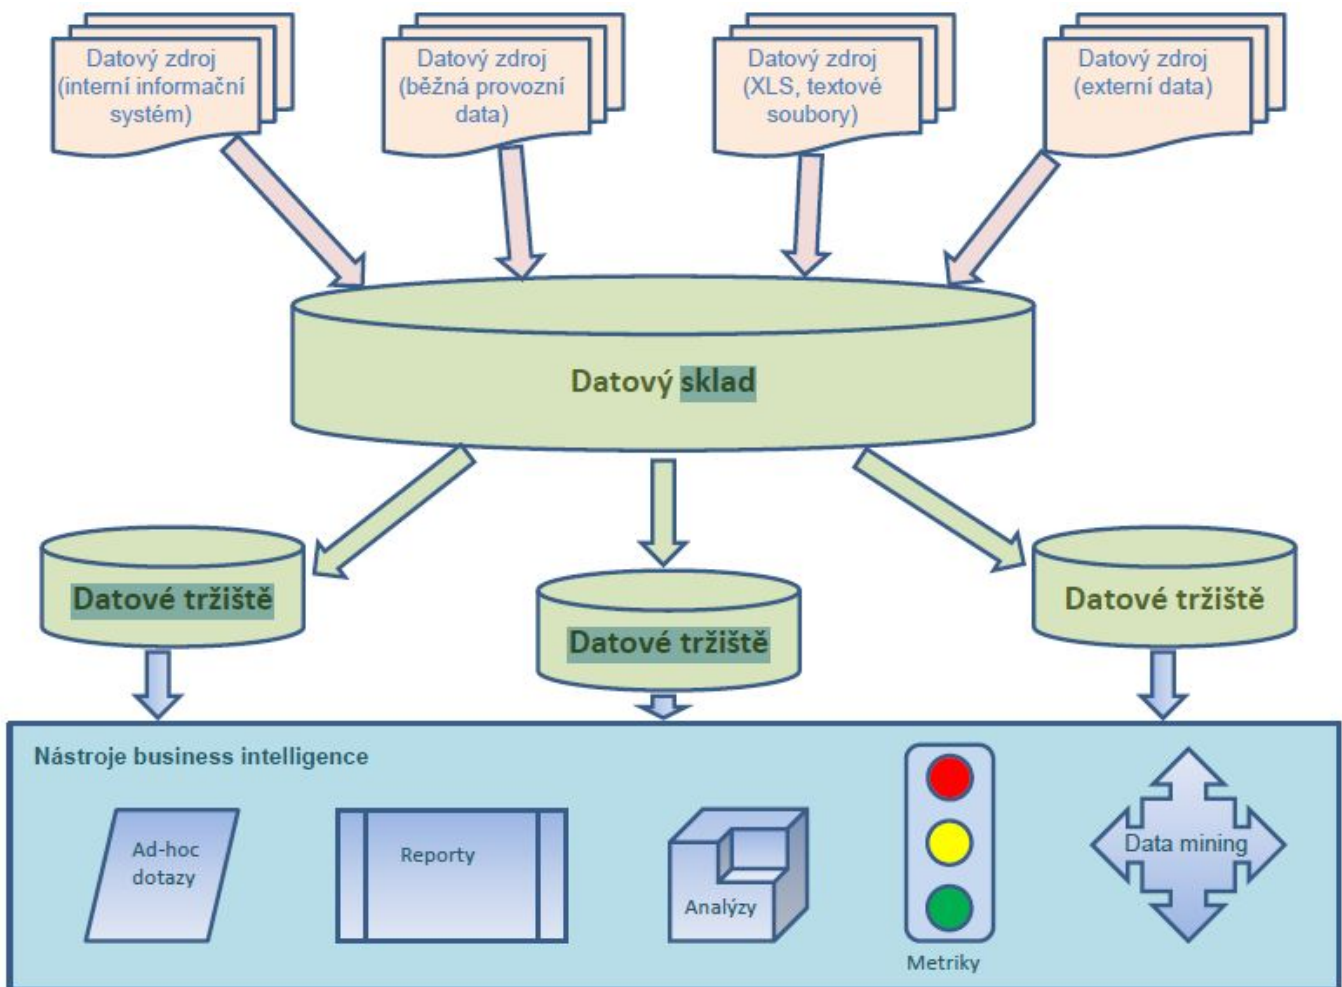 Datový zdroj
(interní informační
systém)
Datový zdroj
(běžná provozní
data)
Datový zdroj
(XLS, textové
soubory)
Datový zdroj
(externí data)
Datový sklad
Datové tržiště
Datové tržiště
Datové tržiště
Nástroje business intelligence
Ad-hoc
dotazy
Reporty
Analýzy
Metriky
Data mining